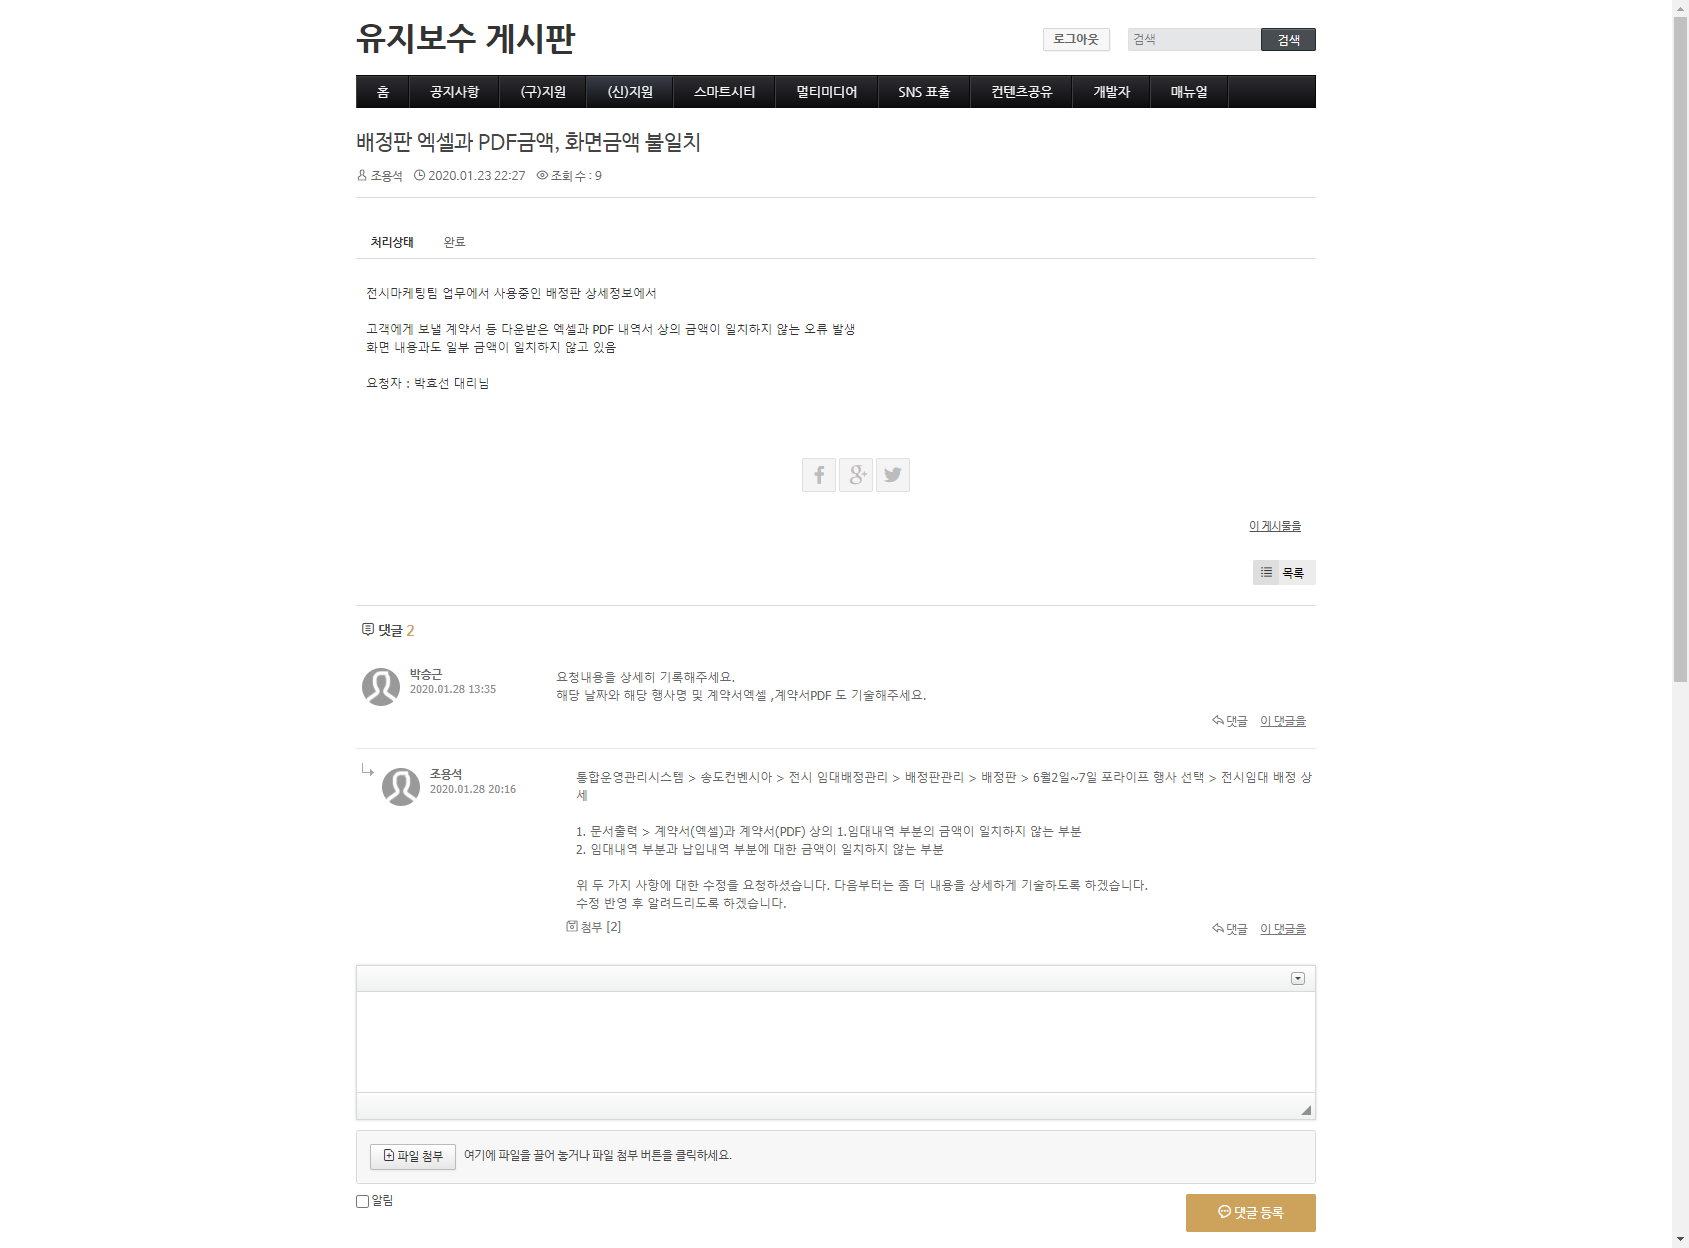 유지보수 게시판
로그아웃 검색 검색
홈 공지사항 (구)지원 (신)지원 스마트시티 멀티미디어 SNS 표출 컨텐츠공유 개발자 매뉴얼
배정판 엑셀과 PDF금액, 화면금액 불일치
조용석 2020.01.23 22:27 조회 수 : 9
처리상태 완료
전시마케팅팀 업무에서 사용중인 배정판 상세정보에서
고객에게 보낼 계약서 등 다운받은 엑셀과 PDF 내역서 상의 금액이 일치하지 않는 오류 발생
화면 내용과도 일부 금액이 일치하지 않고 있음
요청자 : 박효선 대리님
이 게시물을
목록
댓글 2
박승근
2020.01.28 13:35
요청내용을 상세히 기록해주세요.
해당 날짜와 해당 행사명 및 계약서엑셀 ,계약서PDF 도 기술해주세요.
댓글 이 댓글을
조용석
2020.01.28 20:16
통합운영관리시스템 > 송도컨벤시아 > 전시 임대배정관리 > 배정판관리 > 배정판 > 6월2일~7일 포라이프 행사 선택 > 전시임대 배정 상
세
1. 문서출력 > 계약서(엑셀)과 계약서(PDF) 상의 1.임대내역 부분의 금액이 일치하지 않는 부분
2. 임대내역 부분과 납입내역 부분에 대한 금액이 일치하지 않는 부분
위 두 가지 사항에 대한 수정을 요청하셨습니다. 다음부터는 좀 더 내용을 상세하게 기술하도록 하겠습니다.
수정 반영 후 알려드리도록 하겠습니다.
첨부 [2]
댓글 이 댓글을
파일 첨부 여기에 파일을 끌어 놓거나 파일 첨부 버튼을 클릭하세요.
알림
댓글 등록